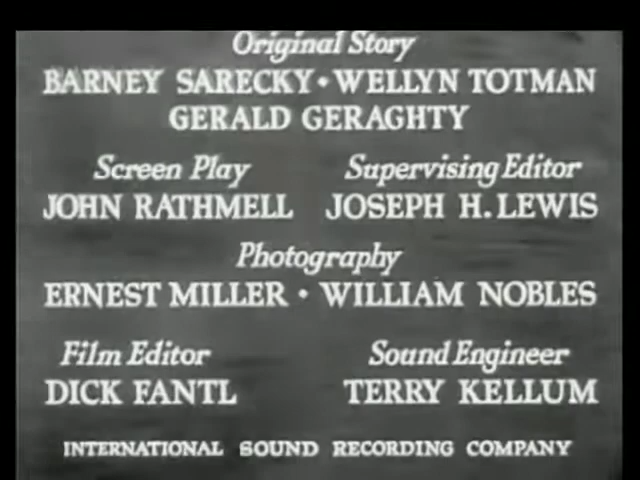 Original Story
BARNEY SARECKY • WELLYN TOTMAN
GERALD GERAGHTY
Screen Play Supervising Editor
JOHN RATHMELL JOSEPH H. LEWIS
Photography
ERNEST MILLER • WILLIAM NOBLES
Film Editor Sound Engineer
DICK FANTL TERRY KELLUM
INTERNATIONAL SOUND RECORDING COMPANY